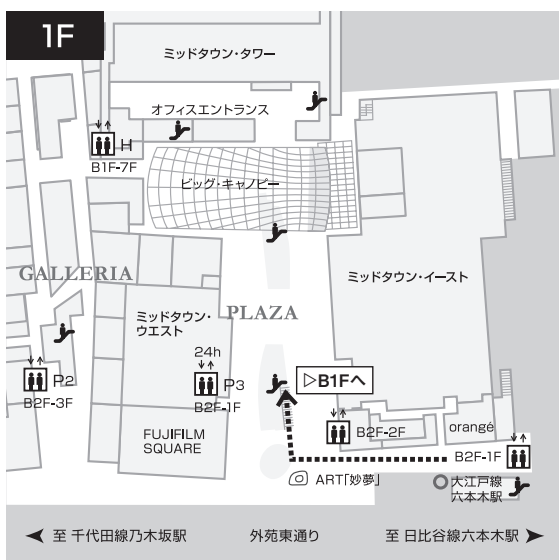 1F
ミッドタウン・タワー
オフィスエントランス
H
B1F-7F
ビッグ・キャノピー
GALLERIA
ミッドタウン・イースト
ミッドタウン・
ウエスト
PLAZA
24h
P2
B2F-3F
P3
B2F-1F
▷B1Fへ
FUJIFILM
SQUARE
B2F-2F
orangé
B2F-1F
ART「妙夢」
大江戸線
六本木駅
至 千代田線乃木坂駅
外苑東通り
至 日比谷線六本木駅